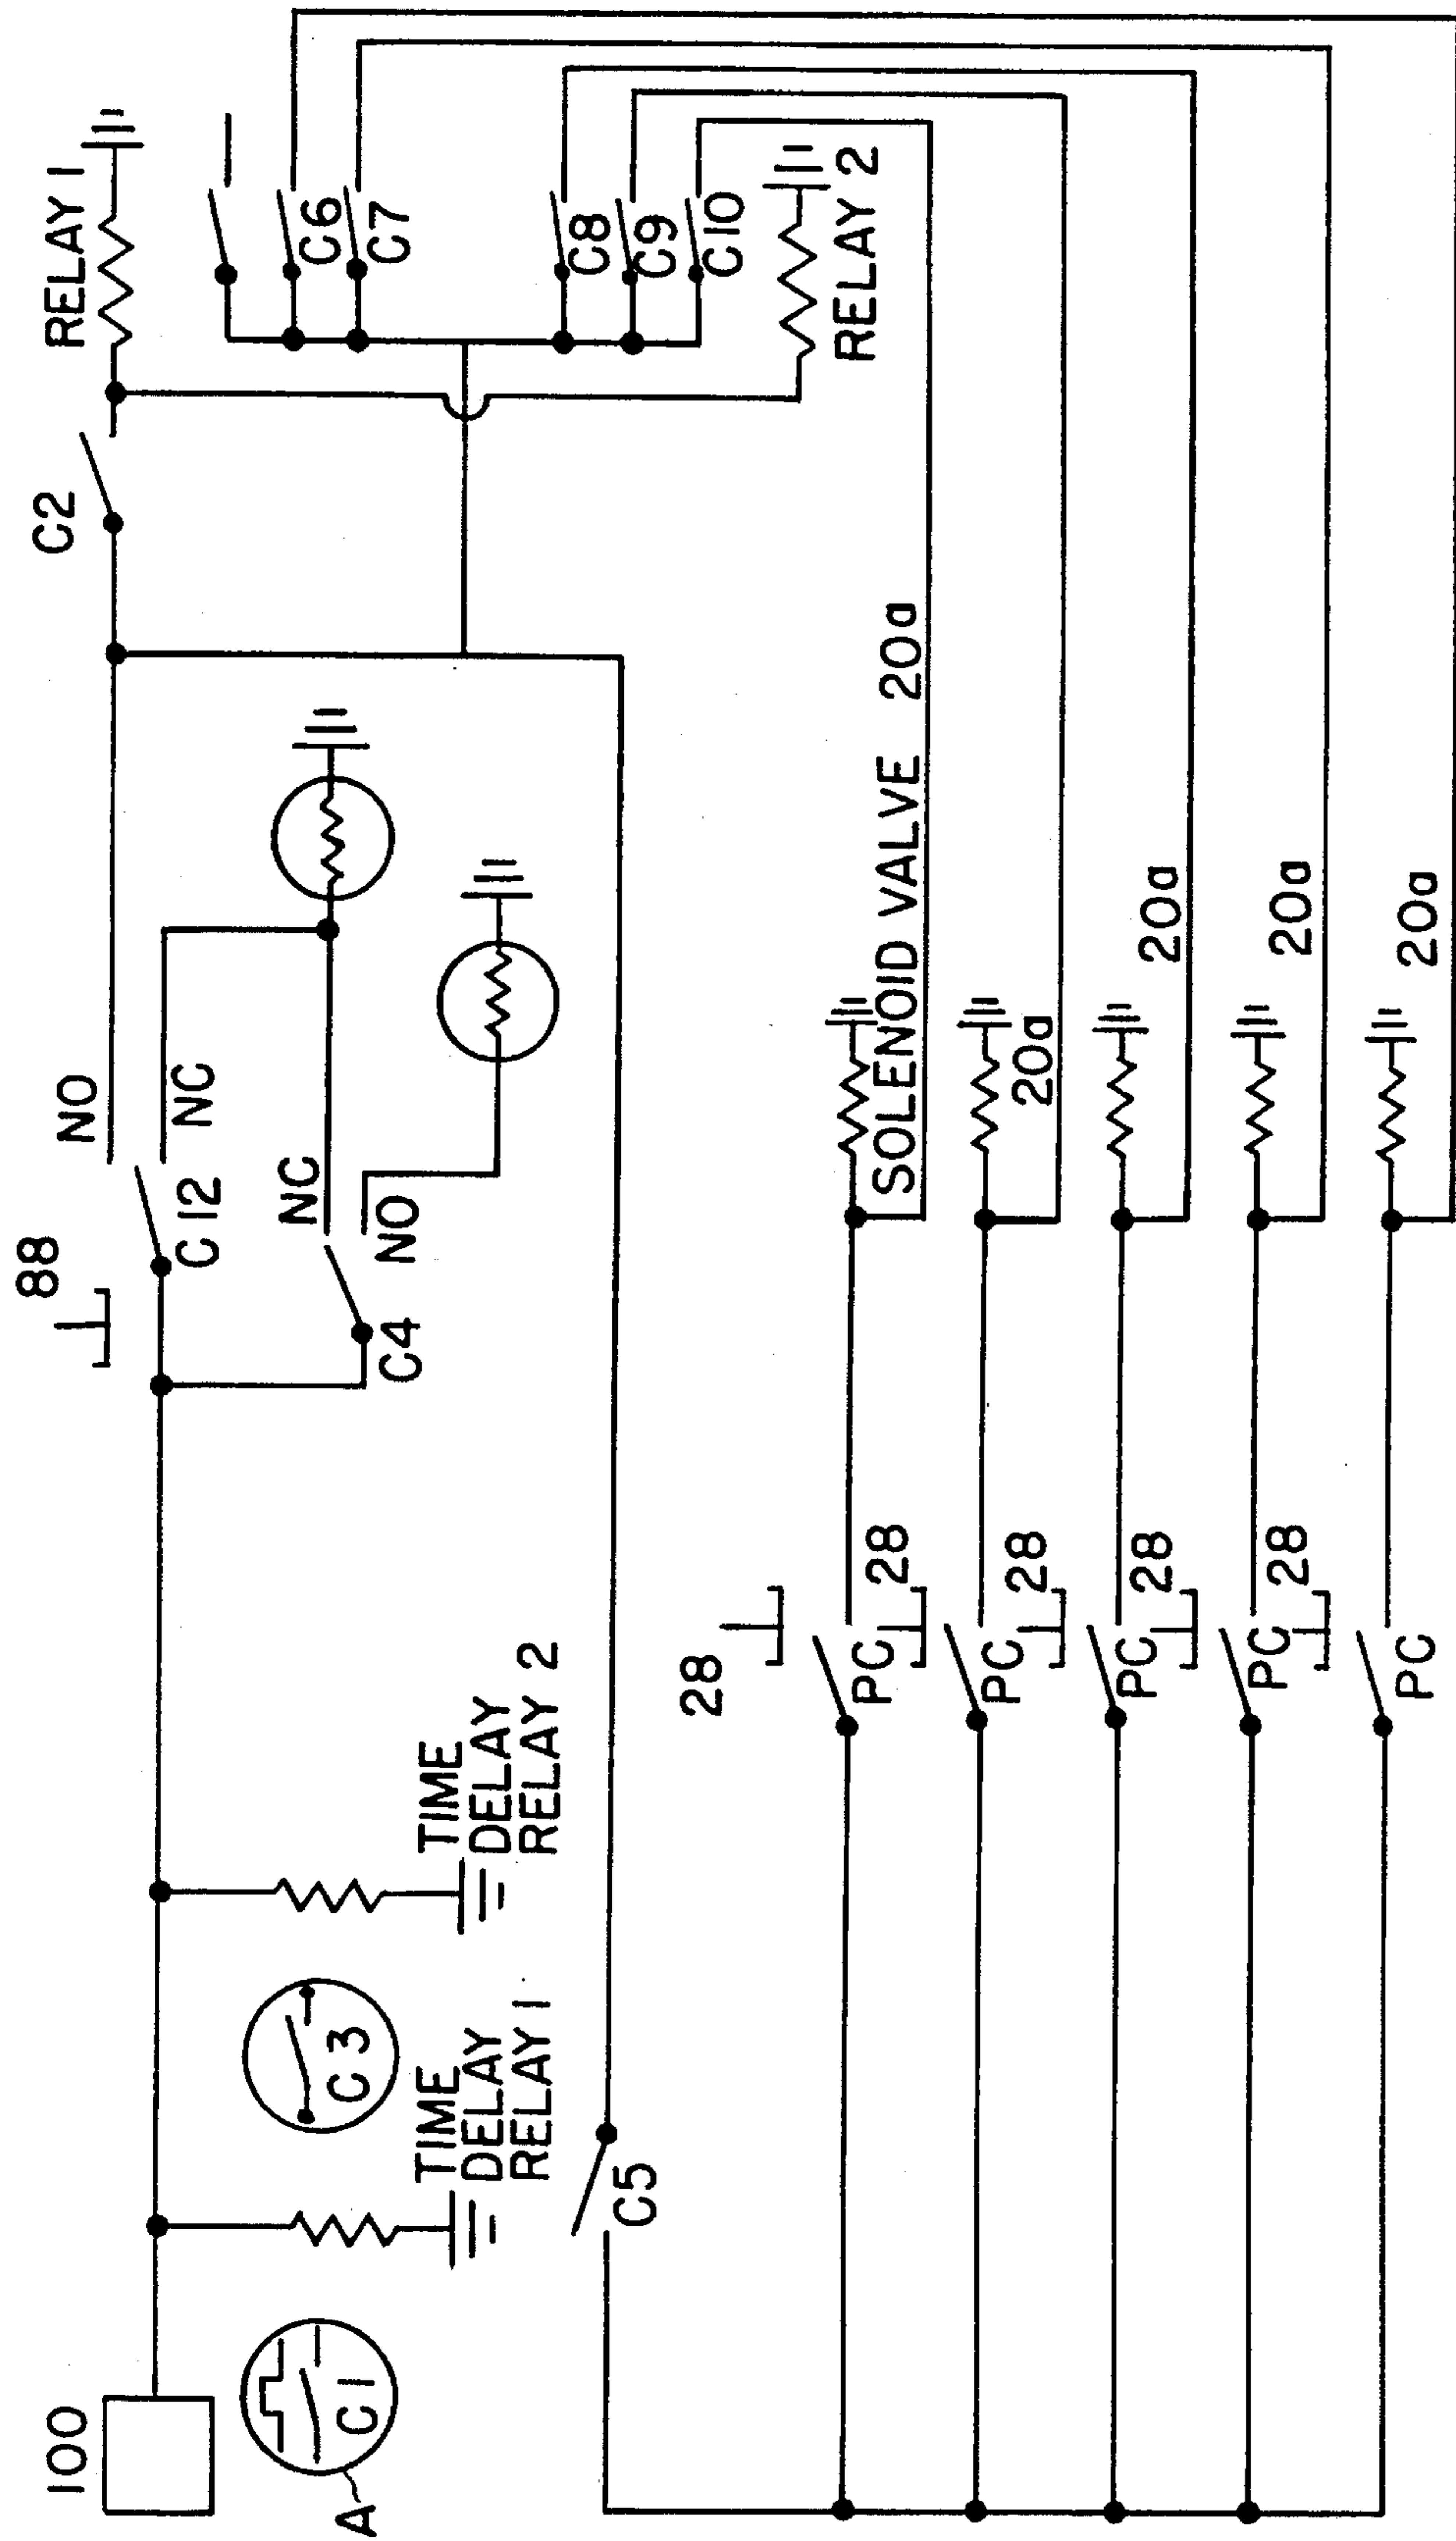 100
C1
A
TIME
DELAY
RELAY 1
C3
TIME
DELAY
RELAY 2
88
C12
NO
NC
C4
NC
NO
C2
RELAY 1
C6
C7
C8
C9
C10
RELAY 2
C5
28
PC
28
PC
28
PC
28
PC
28
PC
SOLENOID VALVE 20a
20a
20a
20a
20a